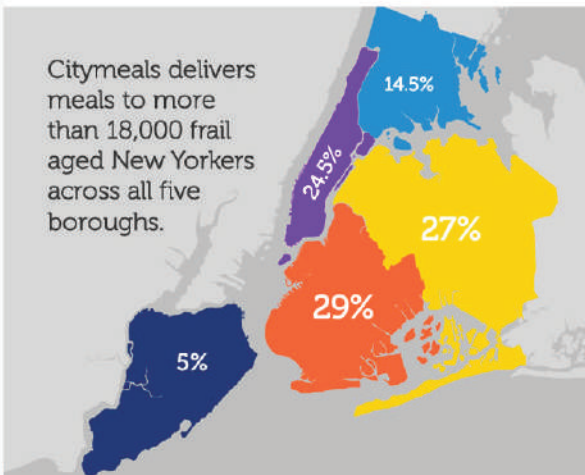 Citymeals delivers
meals to more
than 18,000 frail
aged New Yorkers
across all five
boroughs.
14.5%
24.5%
27%
29%
5%